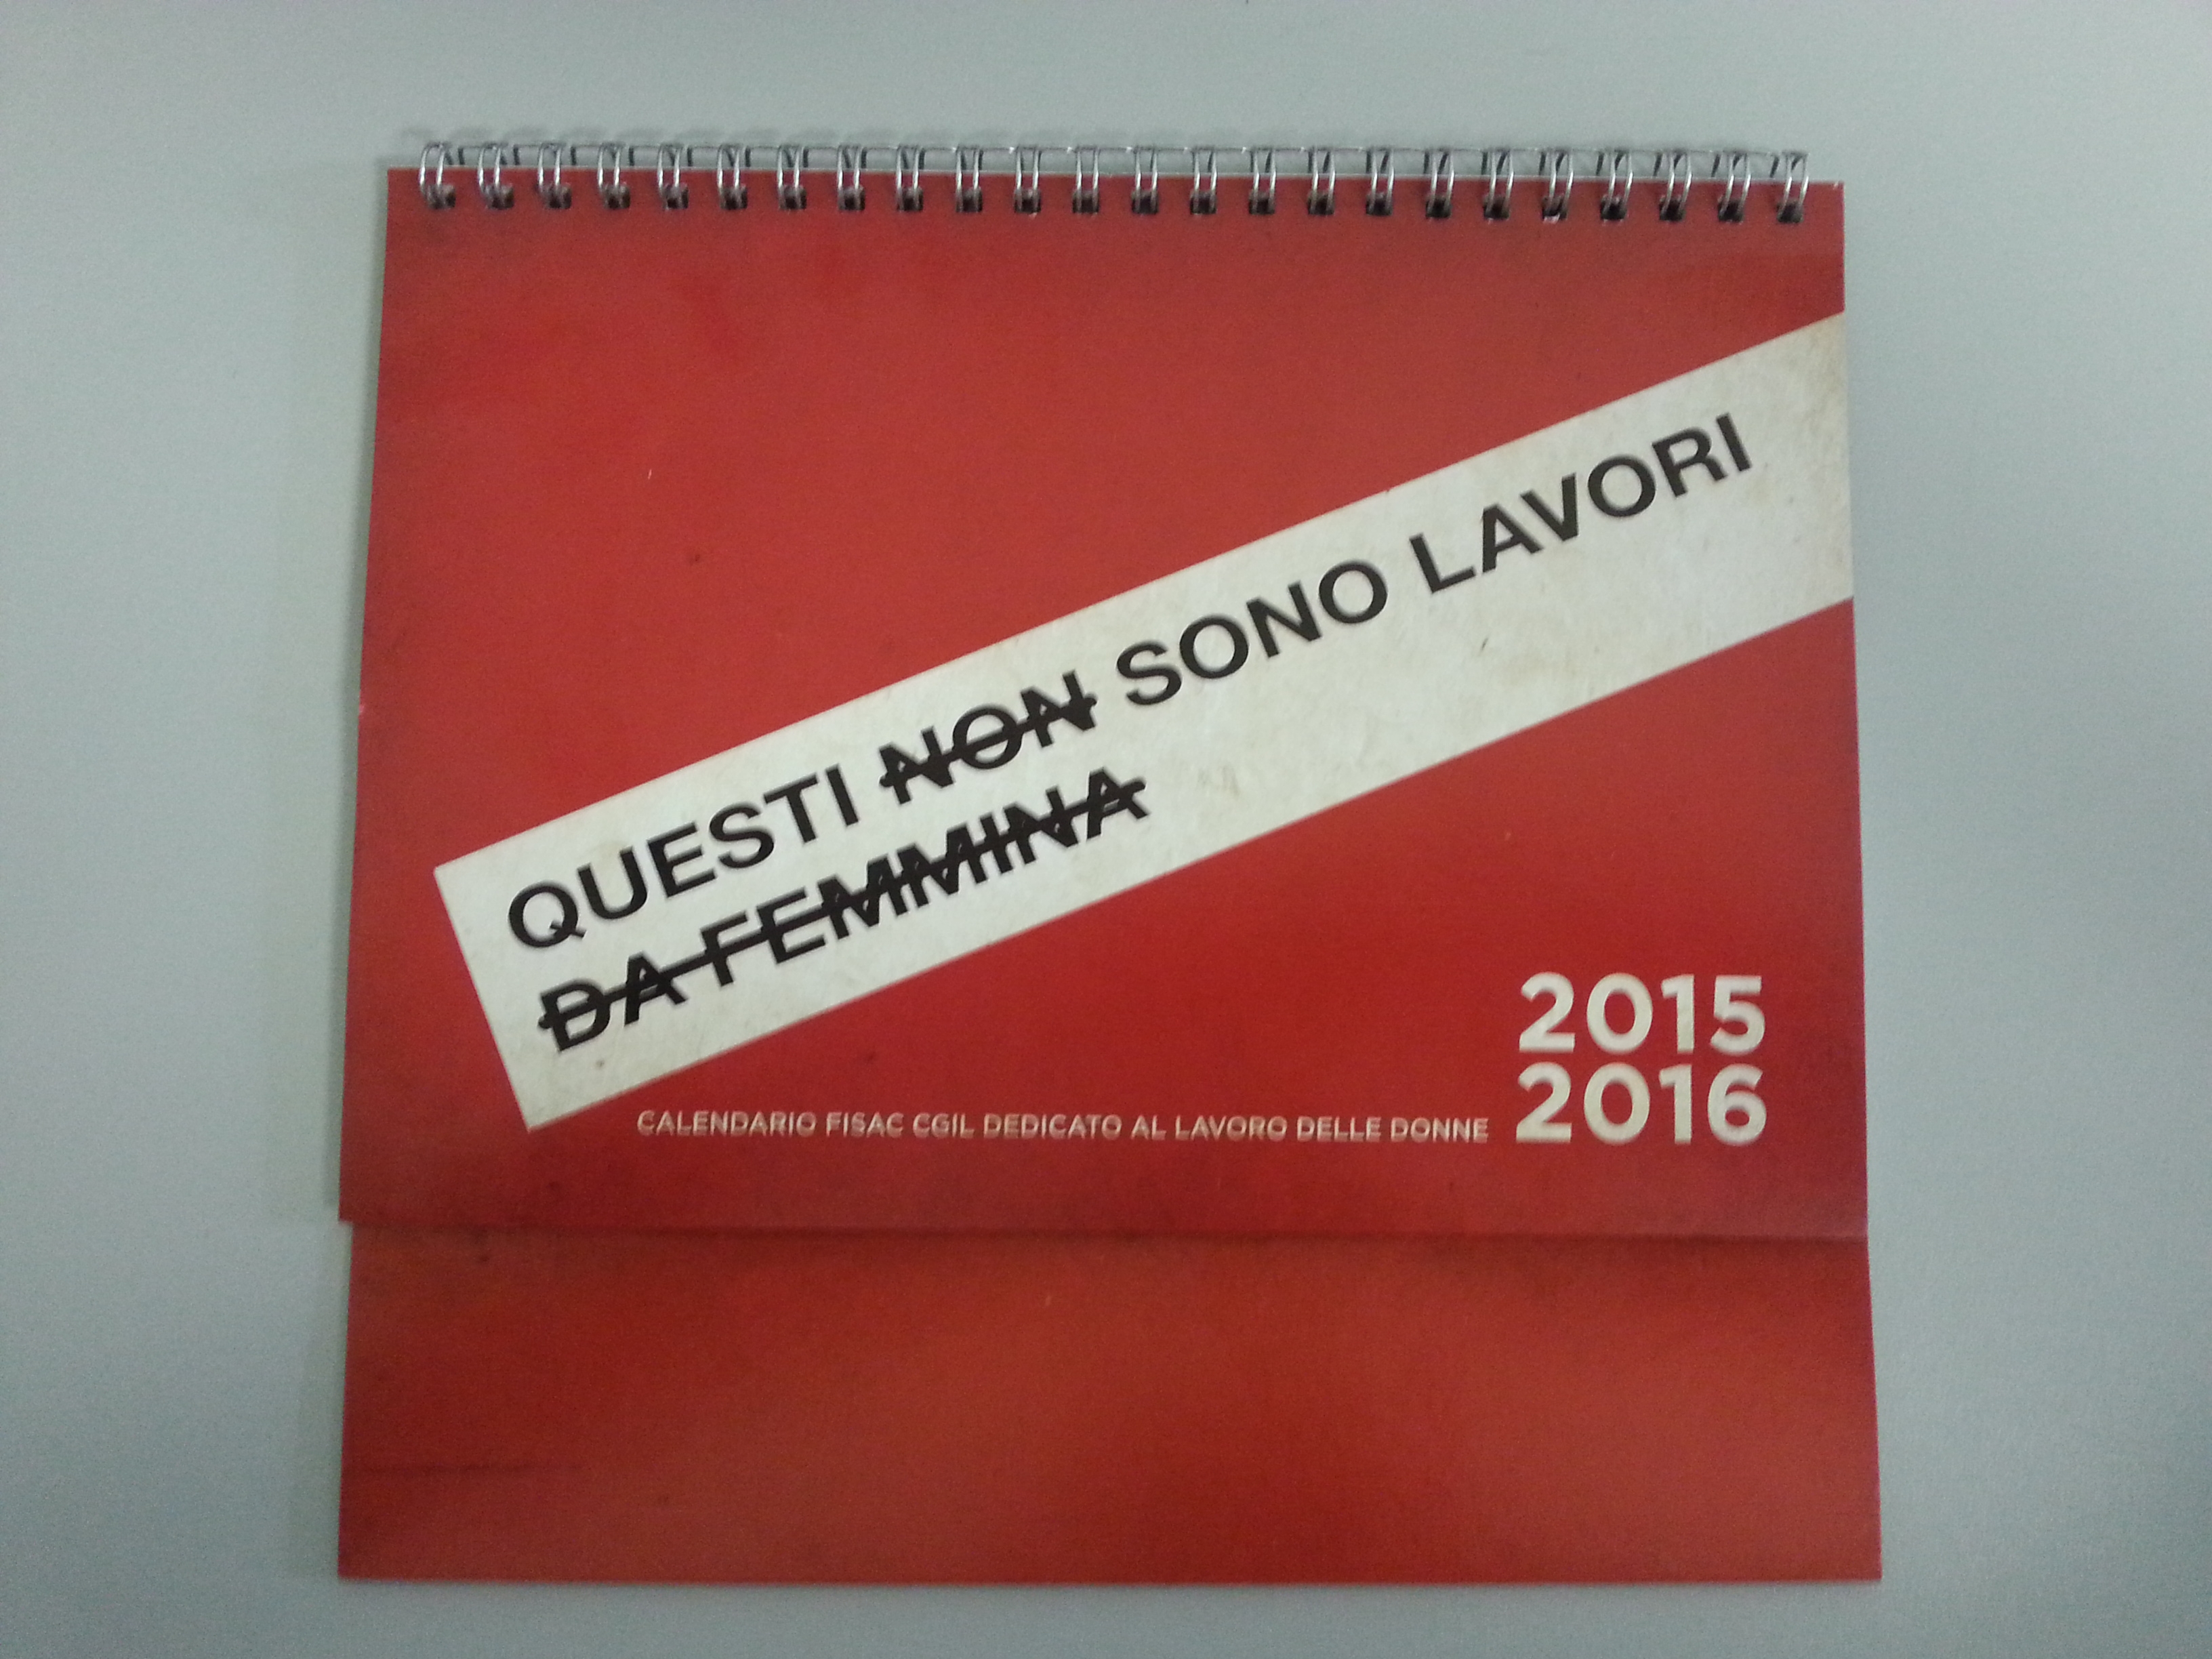 QUESTI NON SONO LAVORI
DA FEMMINA
2015
2016
CALENDARIO FISAC CGIL DEDICATO AL LAVORO DELLE DONNE